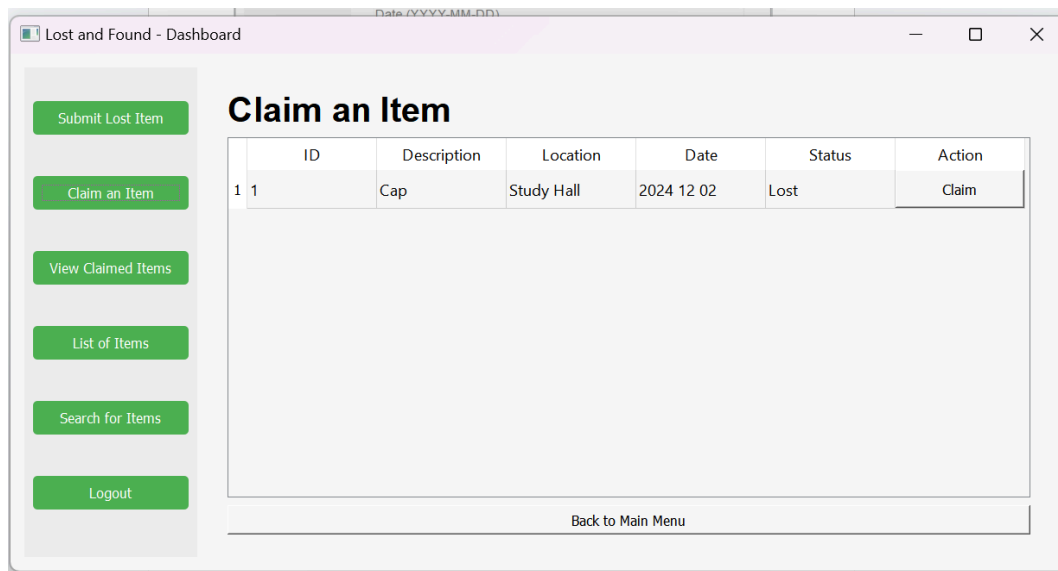 Date (YYYY-MM-DD)
Lost and Found - Dashboard
Submit Lost Item
Claim an Item
View Claimed Items
List of Items
Search for Items
Logout
Claim an Item
ID Description Location Date Status Action
1 1 Cap Study Hall 2024 12 02 Lost Claim
Back to Main Menu